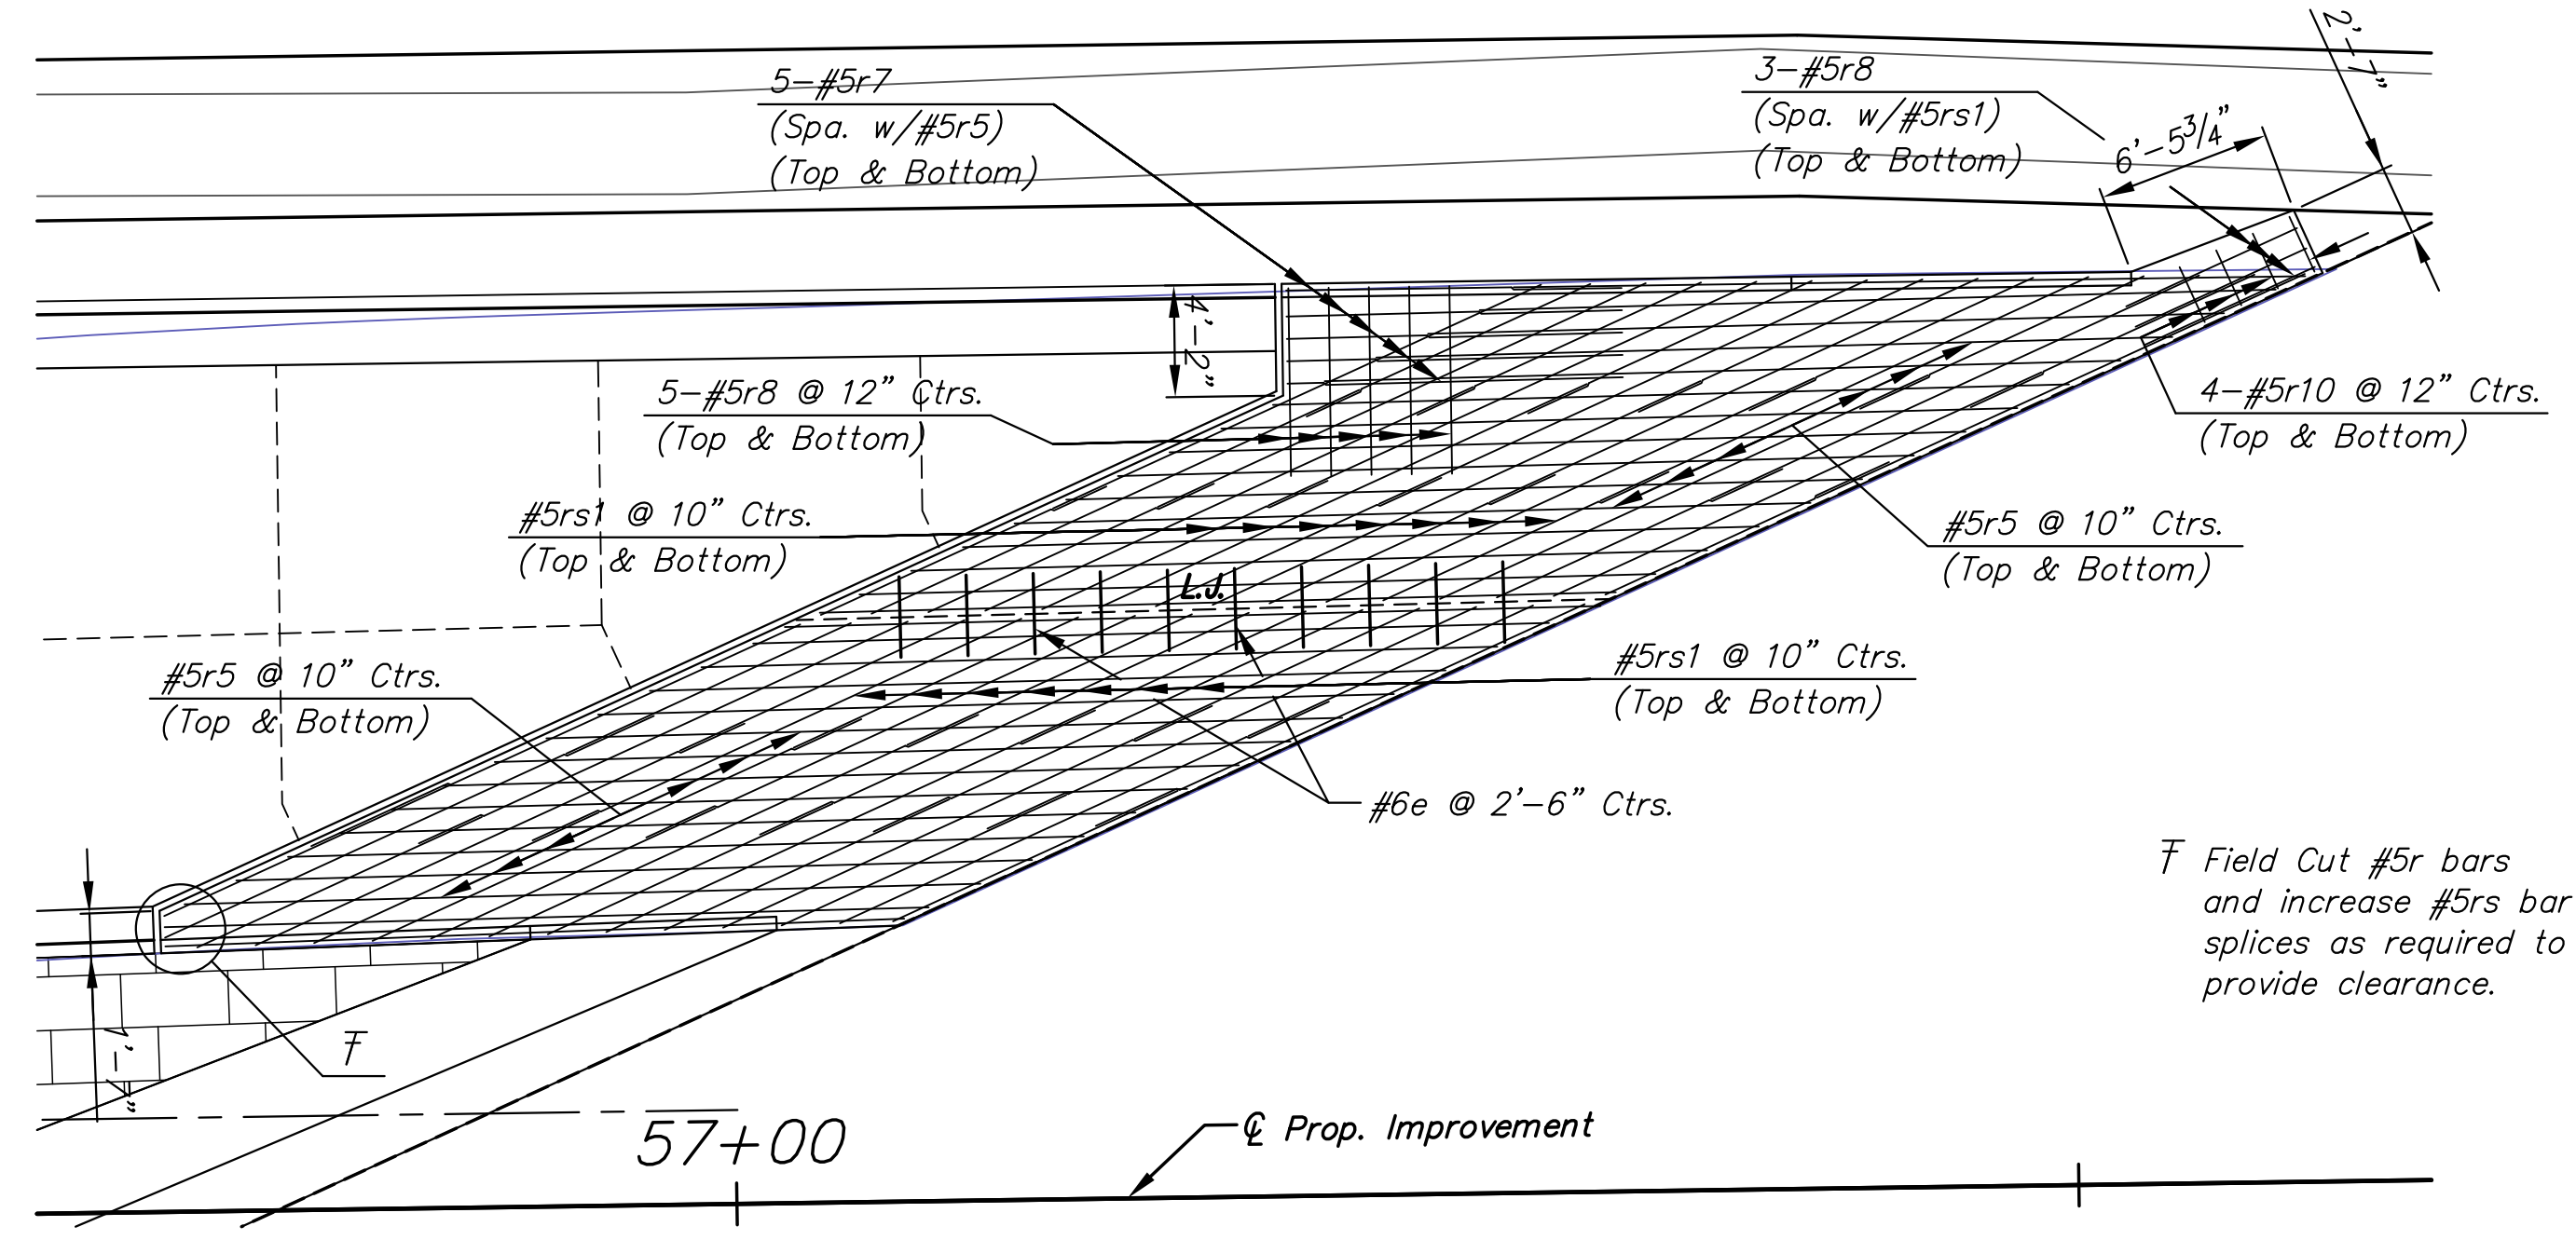 5-#5r7
(Spa. w/#5r5)
(Top & Bottom)
3-#5r8
(Spa. w/#5rs1)
(Top & Bottom)
2'-7"
6'-5 3/4"
4'-2"
5-#5r8 @ 12" Ctrs.
(Top & Bottom)
4-#5r10 @ 12" Ctrs.
(Top & Bottom)
#5rs1 @ 10" Ctrs.
(Top & Bottom)
#5r5 @ 10" Ctrs.
(Top & Bottom)
L.J.
#5r5 @ 10" Ctrs.
(Top & Bottom)
#5rs1 @ 10" Ctrs.
(Top & Bottom)
#6e @ 2'-6" Ctrs.
Ŧ Field Cut #5r bars
and increase #5rs bar
splices as required to
provide clearance.
Ŧ
1'-1"
57+00
℄ Prop. Improvement